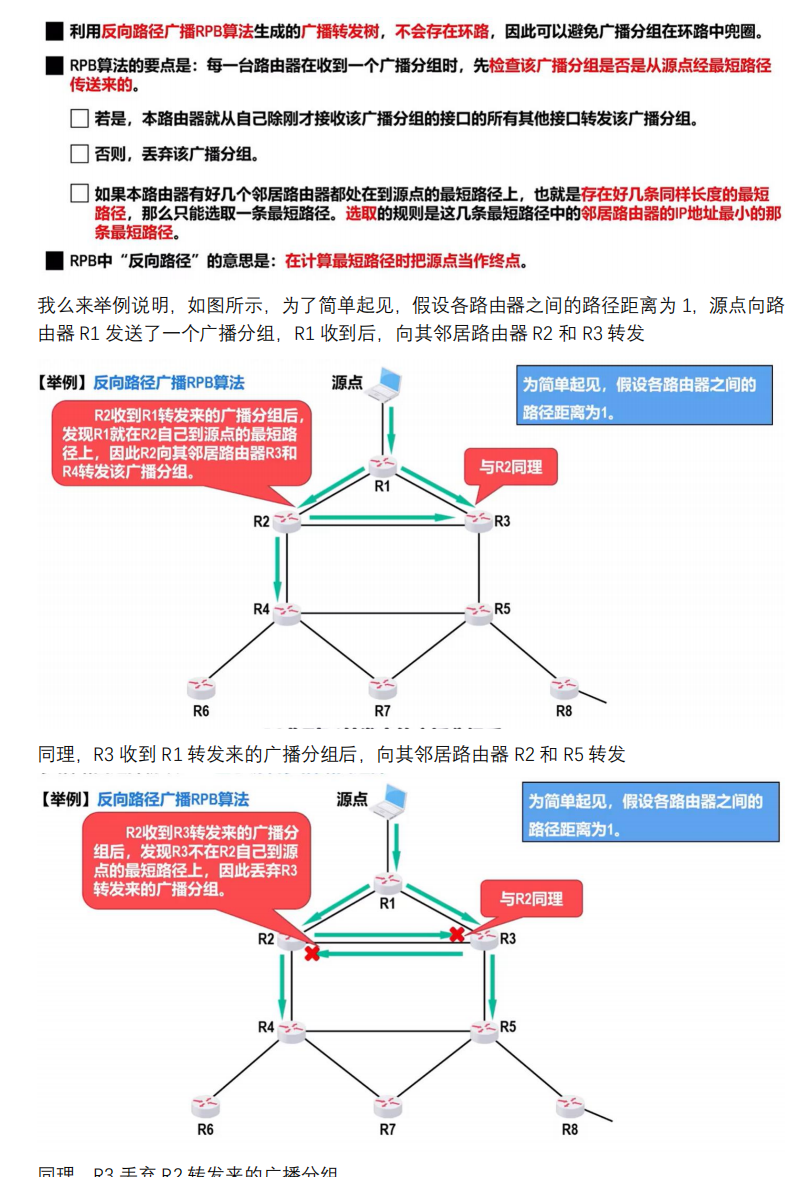 利用反向路径广播RPB算法生成的广播转发树，不会存在环路，因此可以避免广播分组在环路中兜圈。
RPB算法的要点是：每一台路由器在收到一个广播分组时，先检查该广播分组是否是从源点经最短路径
传送来的。
若是，本路由器就从自己除刚才接收该广播分组的接口的所有其他接口转发该广播分组。
否则，丢弃该广播分组。
如果本路由器有好几个邻居路由器都处在到源点的最短路径上，也就是存在好几条同样长度的最短
路径，那么只能选取一条最短路径。选取的规则是这几条最短路径中的邻居路由器的IP地址最小的那
条最短路径。
RPB中“反向路径”的意思是：在计算最短路径时把源点当作终点。
我么来举例说明，如图所示，为了简单起见，假设各路由器之间的路径距离为 1，源点向路
由器 R1 发送了一个广播分组，R1 收到后，向其邻居路由器 R2 和 R3 转发
【举例】反向路径广播RPB算法
源点
为简单起见，假设各路由器之间的
路径距离为1。
R2收到R1转发来的广播分组后，
发现R1就在R2自己到源点的最短路
径上，因此R2向其邻居路由器R3和
R4转发该广播分组。
与R2同理
R1
R2
R3
R4
R5
R6
R7
R8
同理，R3 收到 R1 转发来的广播分组后，向其邻居路由器 R2 和 R5 转发
【举例】反向路径广播RPB算法
源点
为简单起见，假设各路由器之间的
路径距离为1。
R2收到R3转发来的广播分
组后，发现R3不在R2自己到源
点的最短路径上，因此丢弃R3
转发来的广播分组。
与R2同理
R1
R2
R3
R4
R5
R6
R7
R8
同理，R3 丢弃 R2 转发来的广播分组